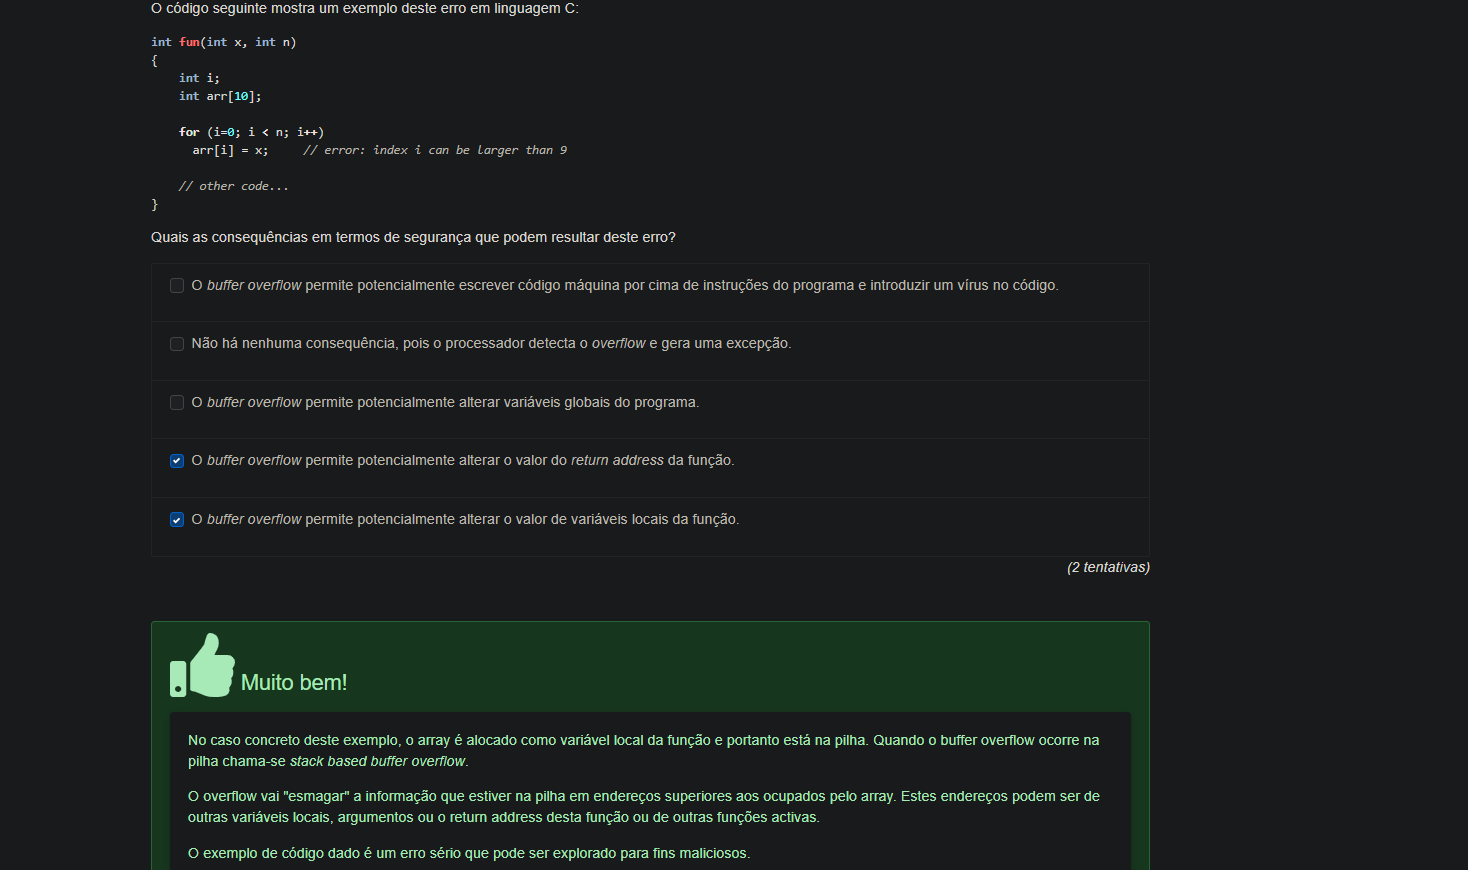 O código seguinte mostra um exemplo deste erro em linguagem C:
int fun(int x, int n)
{
int i;
int arr[10];
for (i=0; i < n; i++)
arr[i] = x; // error: index i can be larger than 9
// other code...
}
Quais as consequências em termos de segurança que podem resultar deste erro?
O buffer overflow permite potencialmente escrever código máquina por cima de instruções do programa e introduzir um vírus no código.
Não há nenhuma consequência, pois o processador detecta o overflow e gera uma excepção.
O buffer overflow permite potencialmente alterar variáveis globais do programa.
O buffer overflow permite potencialmente alterar o valor do return address da função.
O buffer overflow permite potencialmente alterar o valor de variáveis locais da função.
(2 tentativas)
Muito bem!
No caso concreto deste exemplo, o array é alocado como variável local da função e portanto está na pilha. Quando o buffer overflow ocorre na
pilha chama-se stack based buffer overflow.
O overflow vai "esmagar" a informação que estiver na pilha em endereços superiores aos ocupados pelo array. Estes endereços podem ser de
outras variáveis locais, argumentos ou o return address desta função ou de outras funções activas.
O exemplo de código dado é um erro sério que pode ser explorado para fins maliciosos.